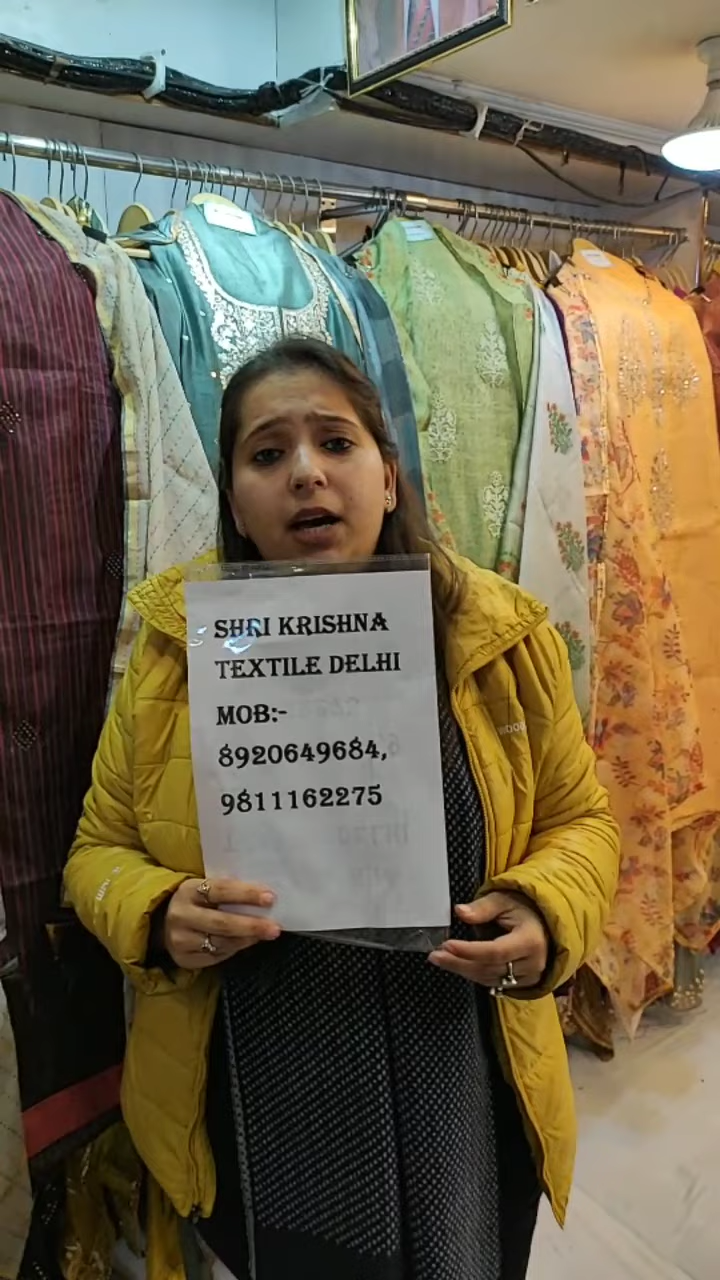 SHRI KRISHNA
TEXTILE DELHI
MOB:-
8920649684,
9811162275